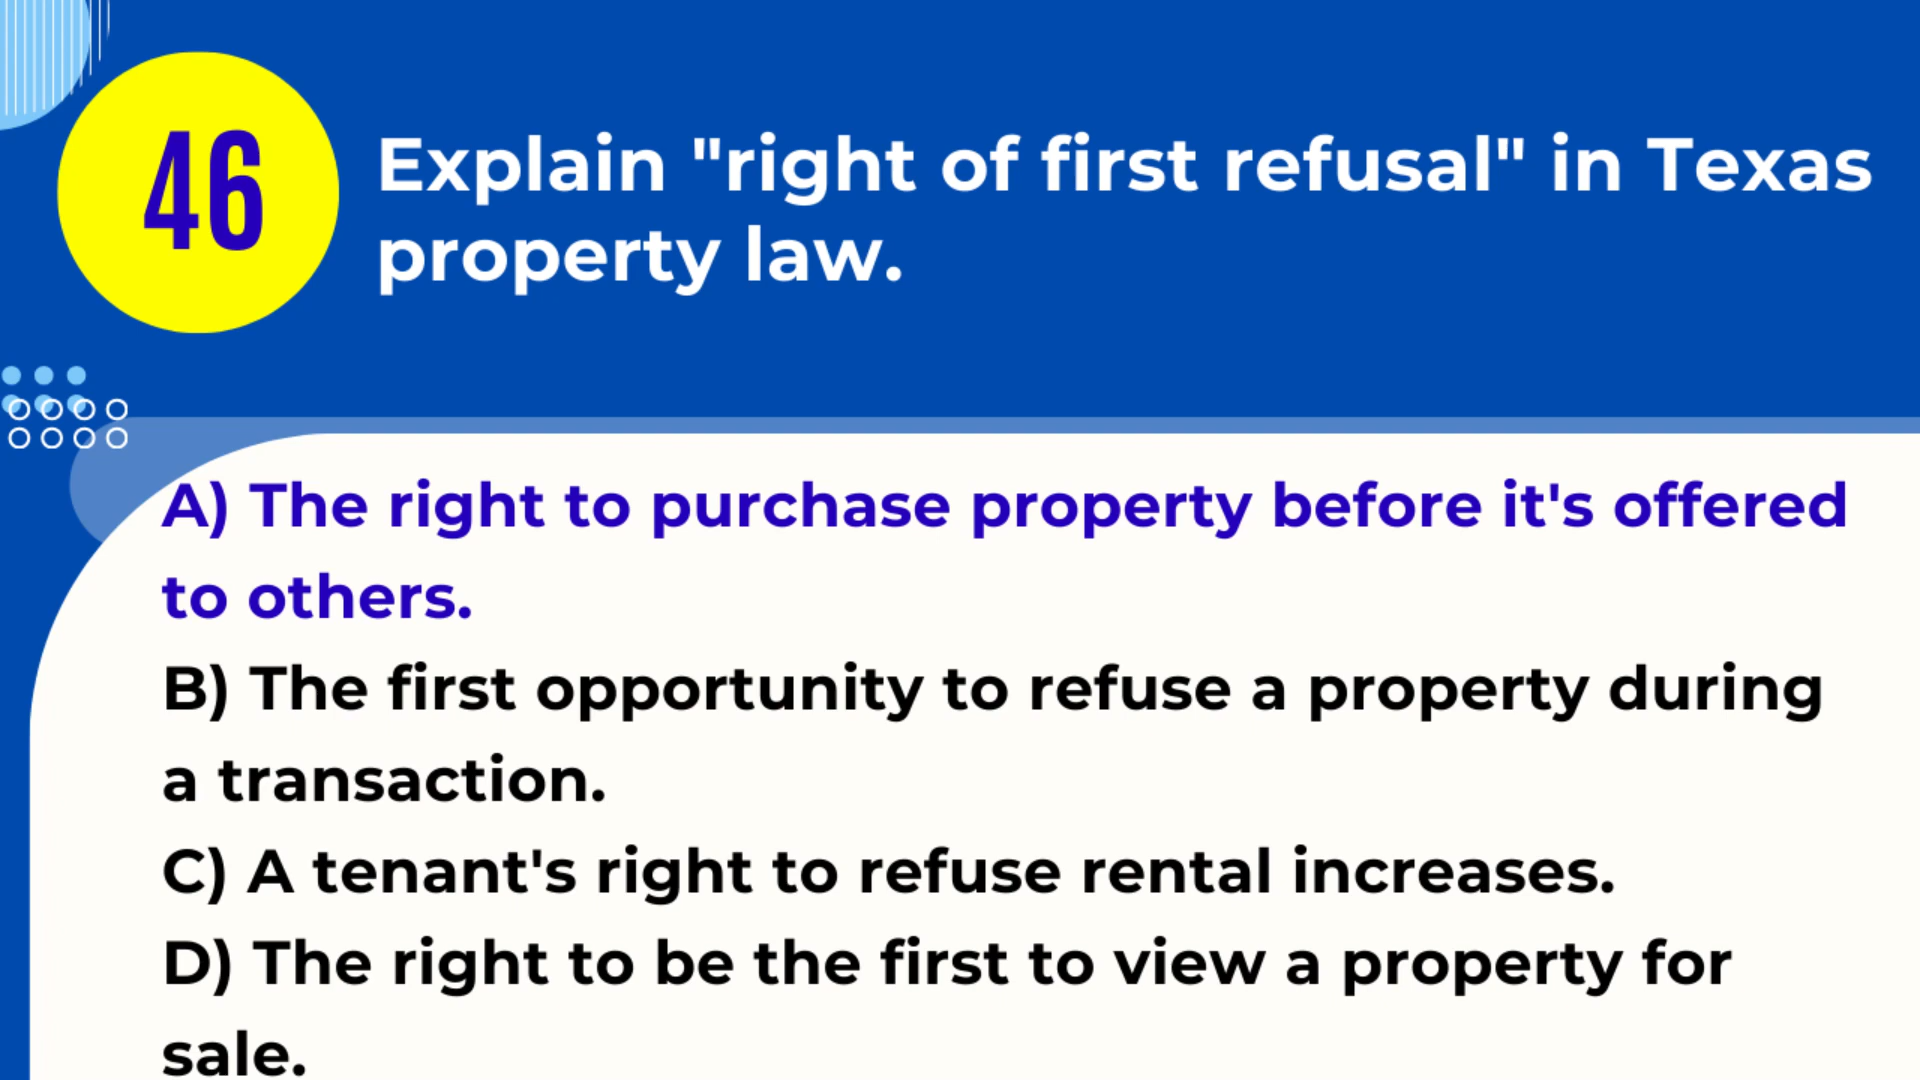 46
Explain "right of first refusal" in Texas
property law.
A) The right to purchase property before it's offered
to others.
B) The first opportunity to refuse a property during
a transaction.
C) A tenant's right to refuse rental increases.
D) The right to be the first to view a property for
sale.